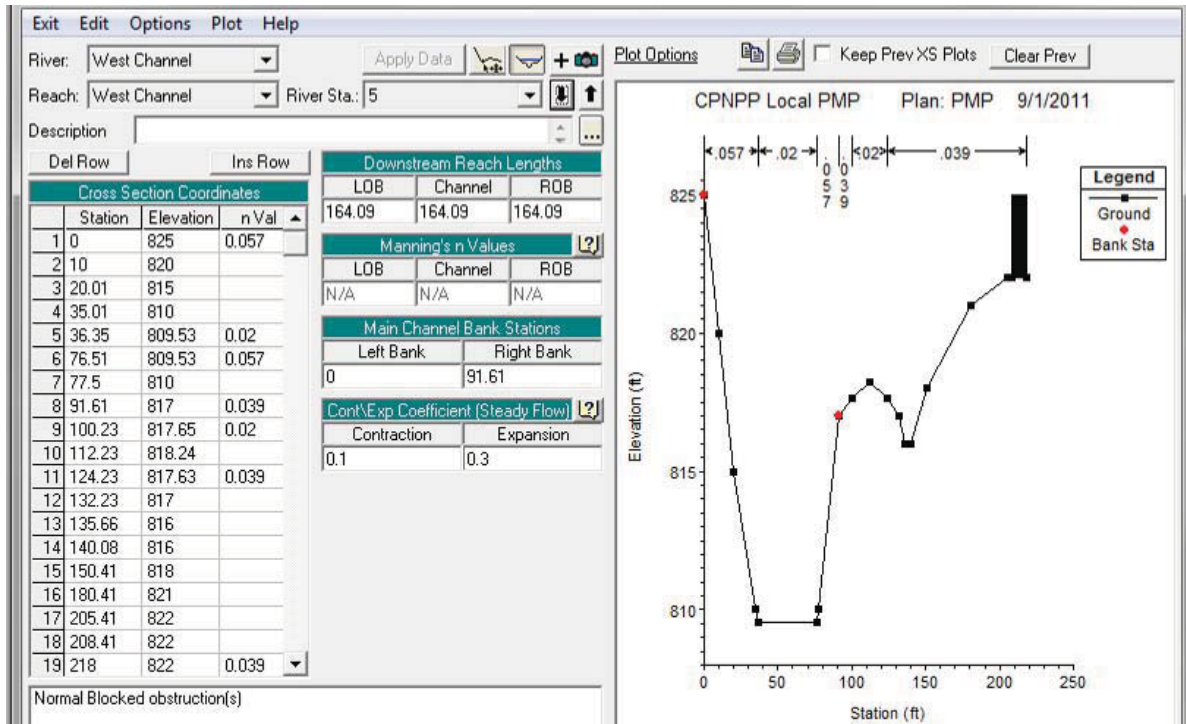 Exit Edit Options Plot Help
River: West Channel
Apply Data
Reach: West Channel
River Sta.: 5
Description
...
Del Row
Ins Row
Cross Section Coordinates
Station Elevation n Val
1 0 825 0.057
2 10 820
3 20.01 815
4 35.01 810
5 36.35 809.53 0.02
6 76.51 809.53 0.057
7 77.5 810
8 91.61 817 0.039
9 100.23 817.65 0.02
10 112.23 818.24
11 124.23 817.63 0.039
12 132.23 817
13 135.66 816
14 140.08 816
15 150.41 818
16 180.41 821
17 205.41 822
18 208.41 822
19 218 822 0.039
Downstream Reach Lengths
LOB Channel ROB
164.09 164.09 164.09
Manning's n Values
LOB Channel ROB
N/A N/A N/A
Main Channel Bank Stations
Left Bank Right Bank
0 91.61
Cont\Exp Coefficient (Steady Flow)
Contraction Expansion
0.1 0.3
Normal Blocked obstruction(s)
Plot Options
Keep Prev XS Plots
Clear Prev
CPNPP Local PMP Plan: PMP 9/1/2011
.057 .02 .057 .039 .02 .039
Legend
Ground
Bank Sta
825
820
815
810
Elevation (ft)
0 50 100 150 200 250
Station (ft)